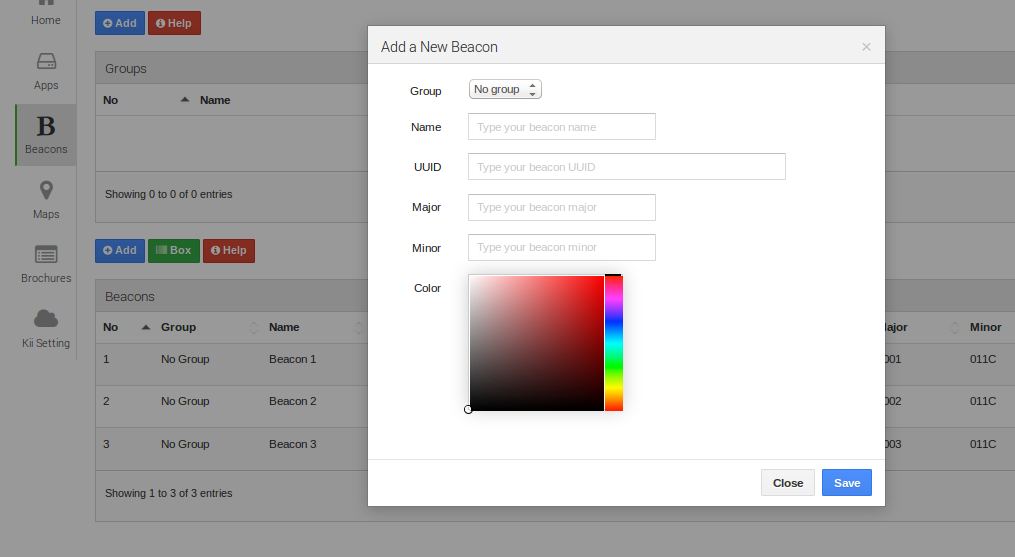 Home
Apps
B
Beacons
Maps
Brochures
Kii Setting
Add Help
Groups
No Name
Showing 0 to 0 of 0 entries
Add Box Help
Beacons
No Group Name Minor
1 No Group Beacon 1 011C
2 No Group Beacon 2 011C
3 No Group Beacon 3 011C
Showing 1 to 3 of 3 entries
Add a New Beacon ×
Group No group
Name Type your beacon name
UUID Type your beacon UUID
Major Type your beacon major
Minor Type your beacon minor
Color
Close Save